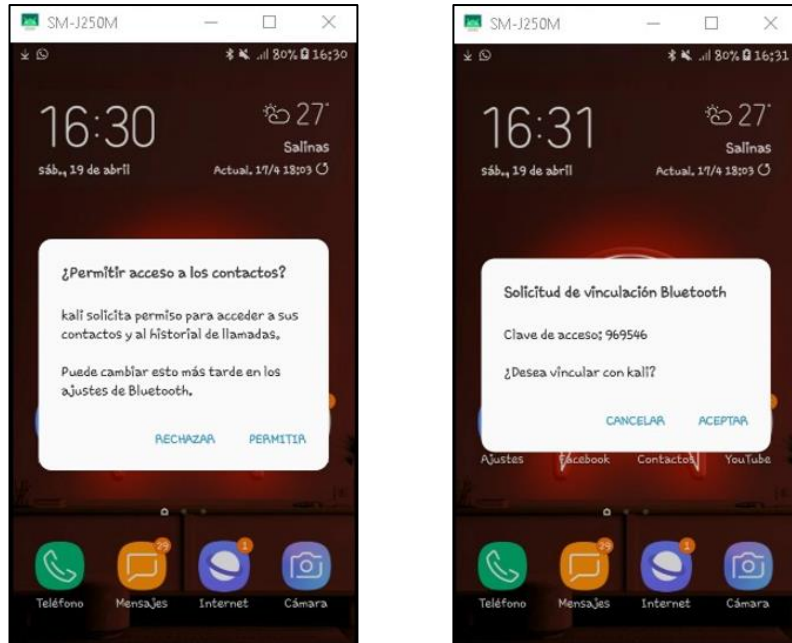 SM-J250M
80% 16:30
16:30
27°
Salinas
sáb., 19 de abril
Actual. 17/4 18:03
¿Permitir acceso a los contactos?
kali solicita permiso para acceder a sus
contactos y al historial de llamadas.
Puede cambiar esto más tarde en los
ajustes de Bluetooth.
RECHAZAR PERMITIR
29
1
Teléfono Mensajes Internet Cámara
SM-J250M
80% 16:31
16:31
27°
Salinas
sáb., 19 de abril
Actual. 17/4 18:03
Solicitud de vinculación Bluetooth
Clave de acceso: 969546
¿Desea vincular con kali?
CANCELAR ACEPTAR
Ajustes Facebook Contactos YouTube
29
1
Teléfono Mensajes Internet Cámara